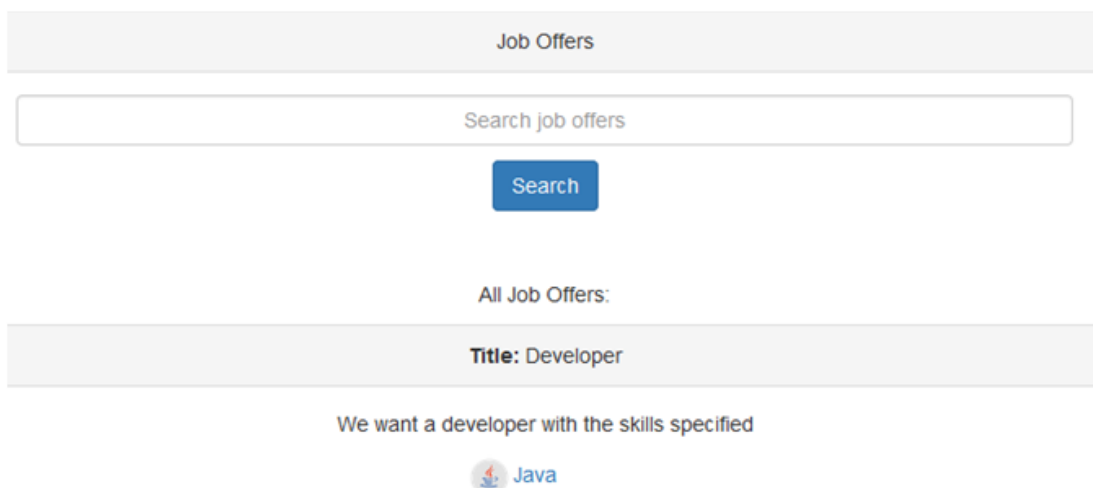 Job Offers
Search job offers
Search
All Job Offers:
Title: Developer
We want a developer with the skills specified
Java